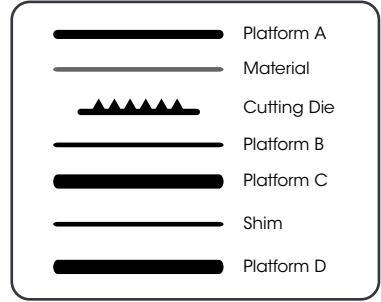 Platform A
Material
Cutting Die
Platform B
Platform C
Shim
Platform D